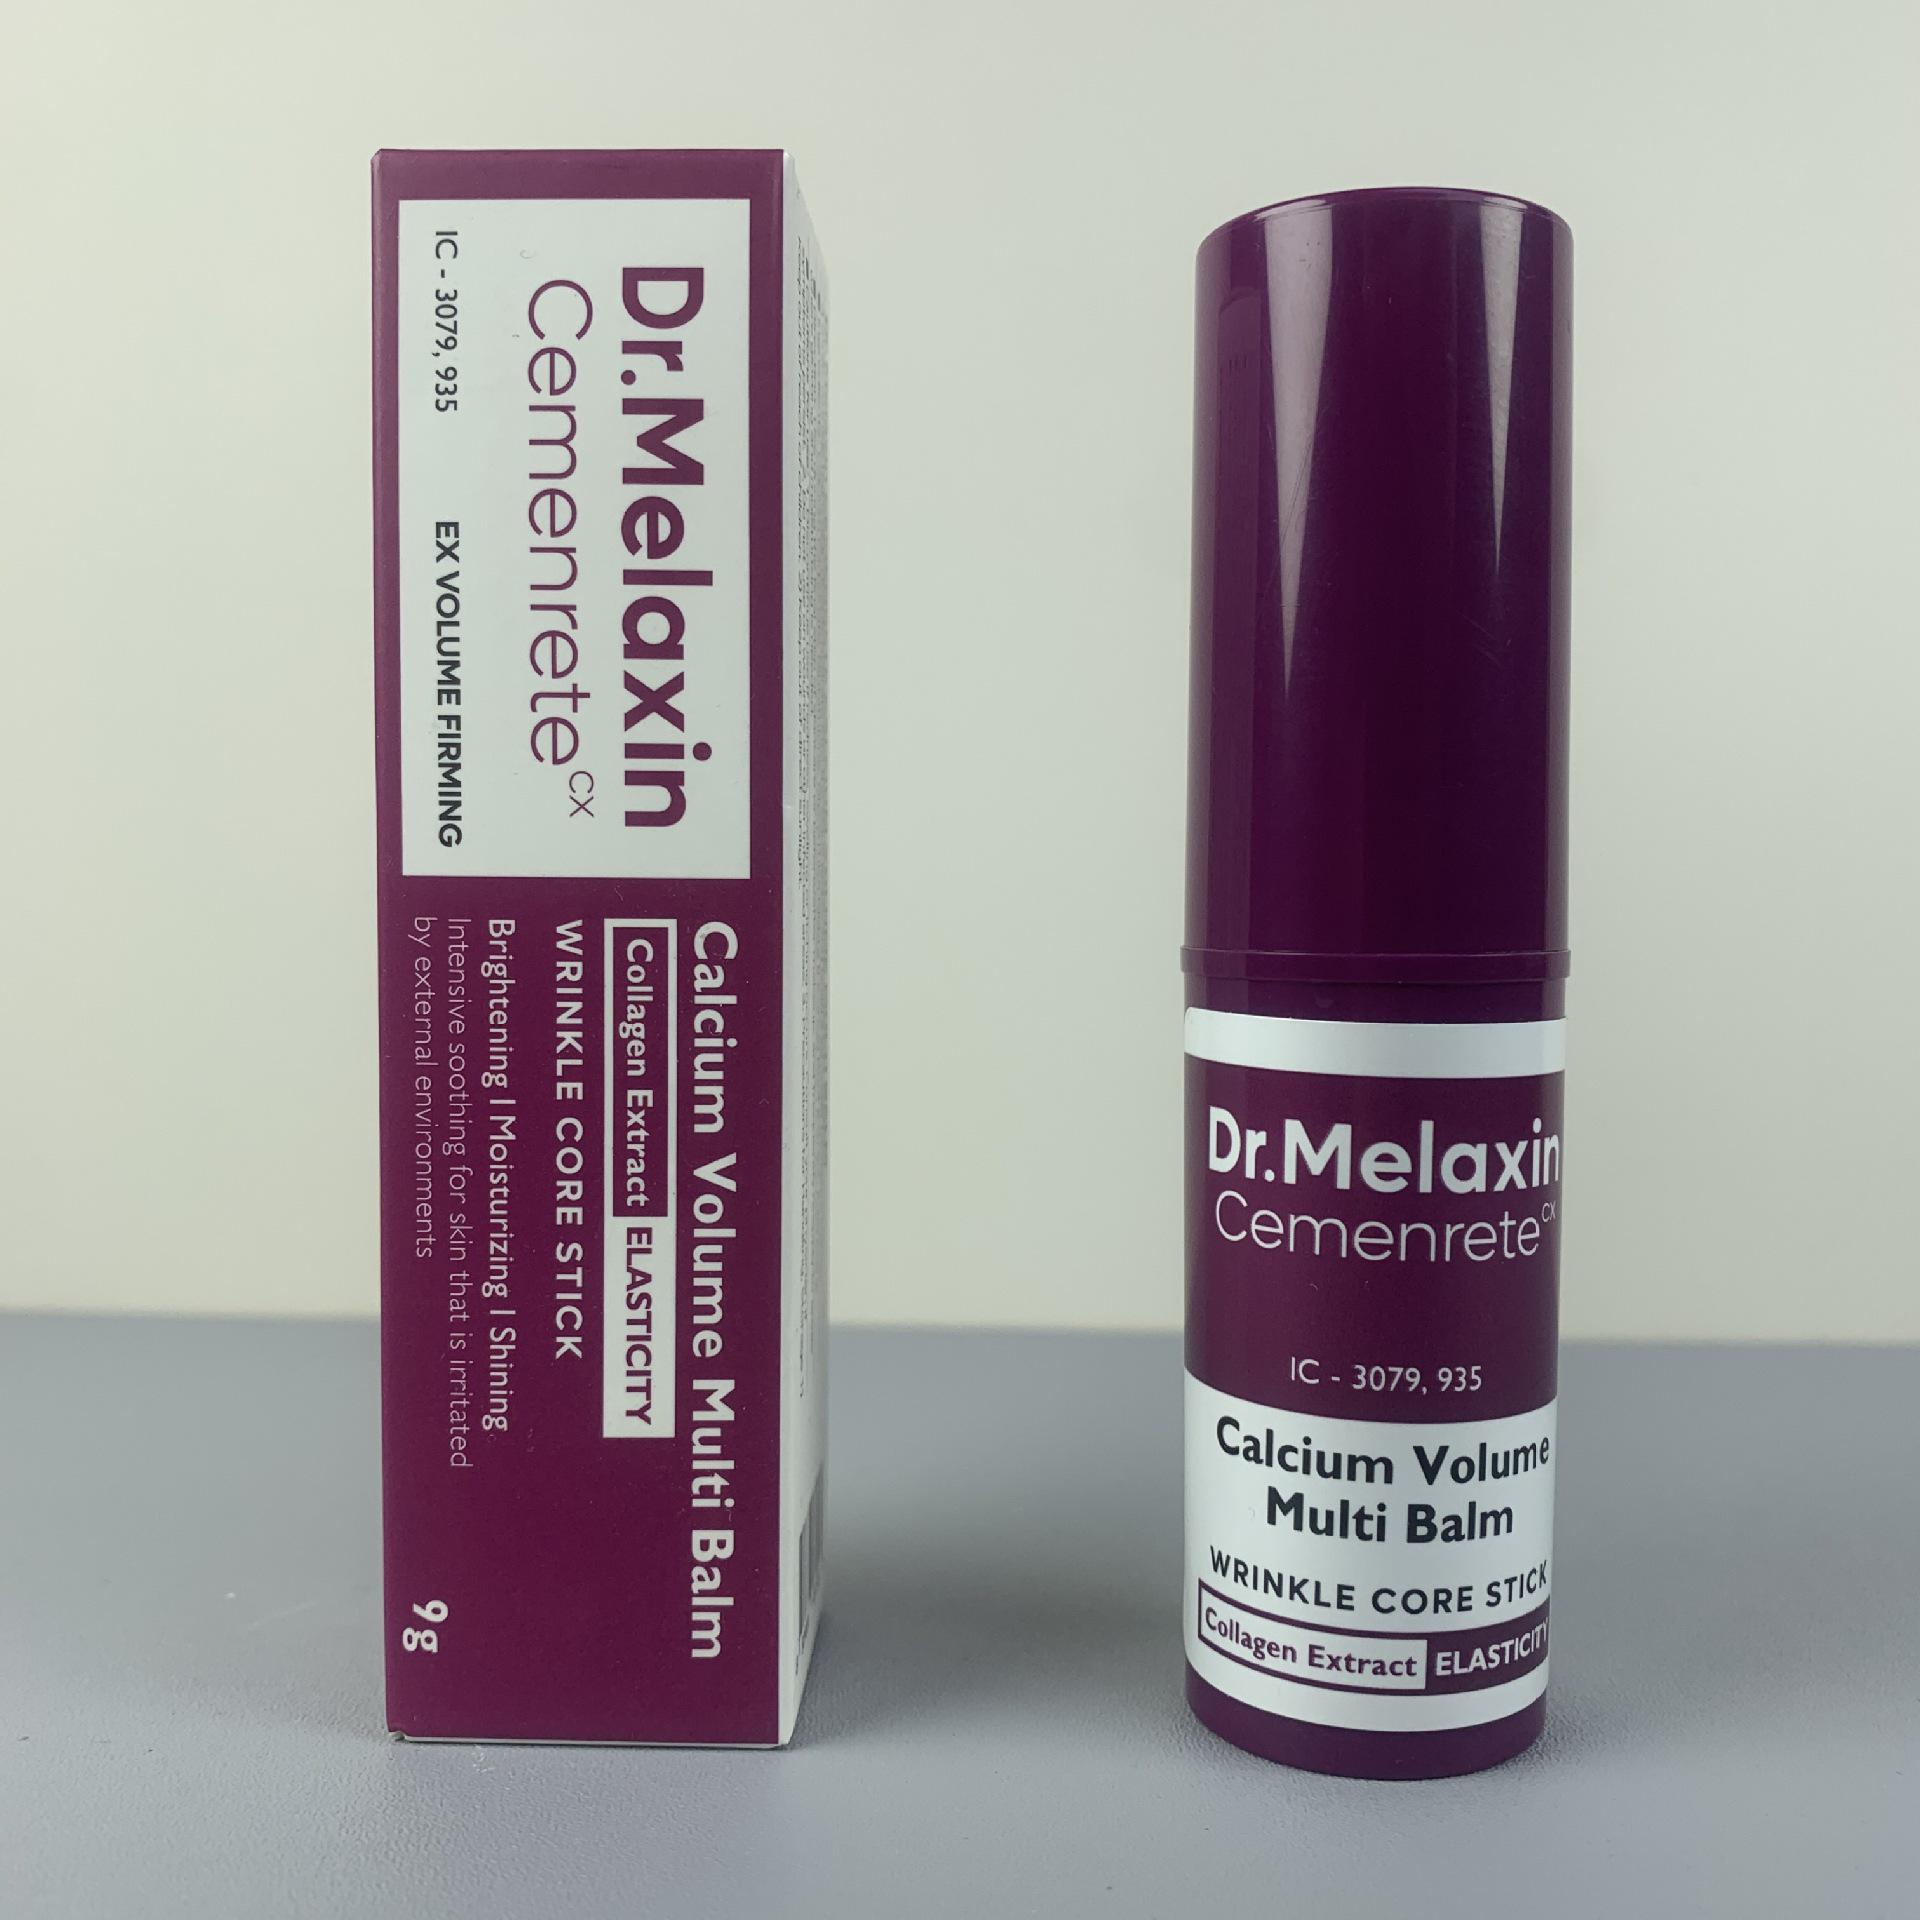 Dr.Melaxin
Cemenrete CX
IC - 3079, 935 EX VOLUME FIRMING
Calcium Volume Multi Balm
Collagen Extract ELASTICITY
WRINKLE CORE STICK
Brightening | Moisturizing | Shining
Intensive soothing for skin that is irritated
by external environments
9g
Dr.Melaxin
Cemenrete CX
IC - 3079, 935
Calcium Volume
Multi Balm
WRINKLE CORE STICK
Collagen Extract ELASTICITY